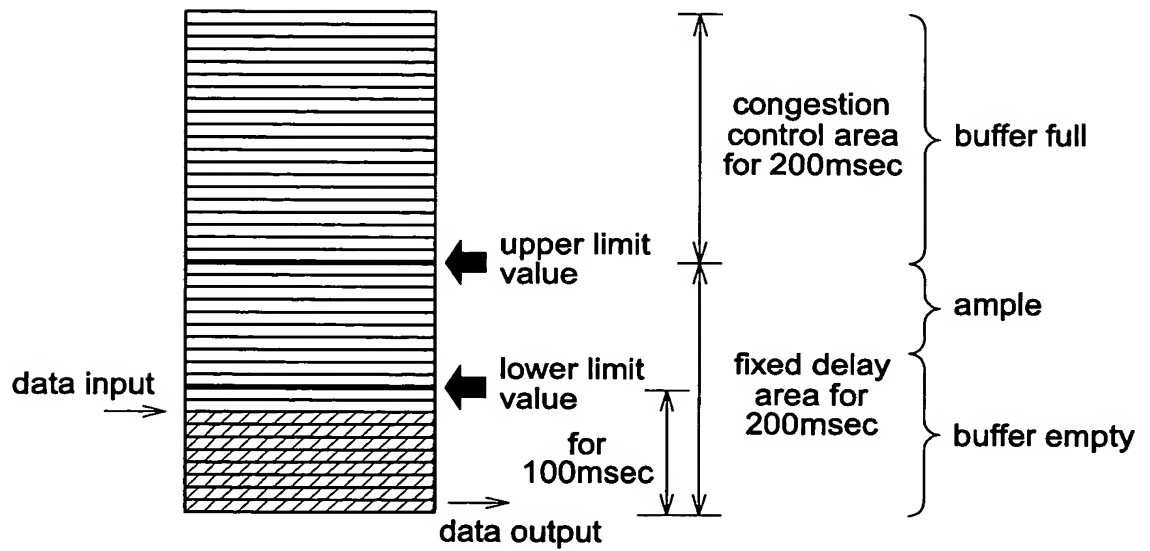 congestion
control area
for 200msec
buffer full
upper limit
value
ample
lower limit
value
fixed delay
area for
200msec
data input
for
100msec
buffer empty
data output